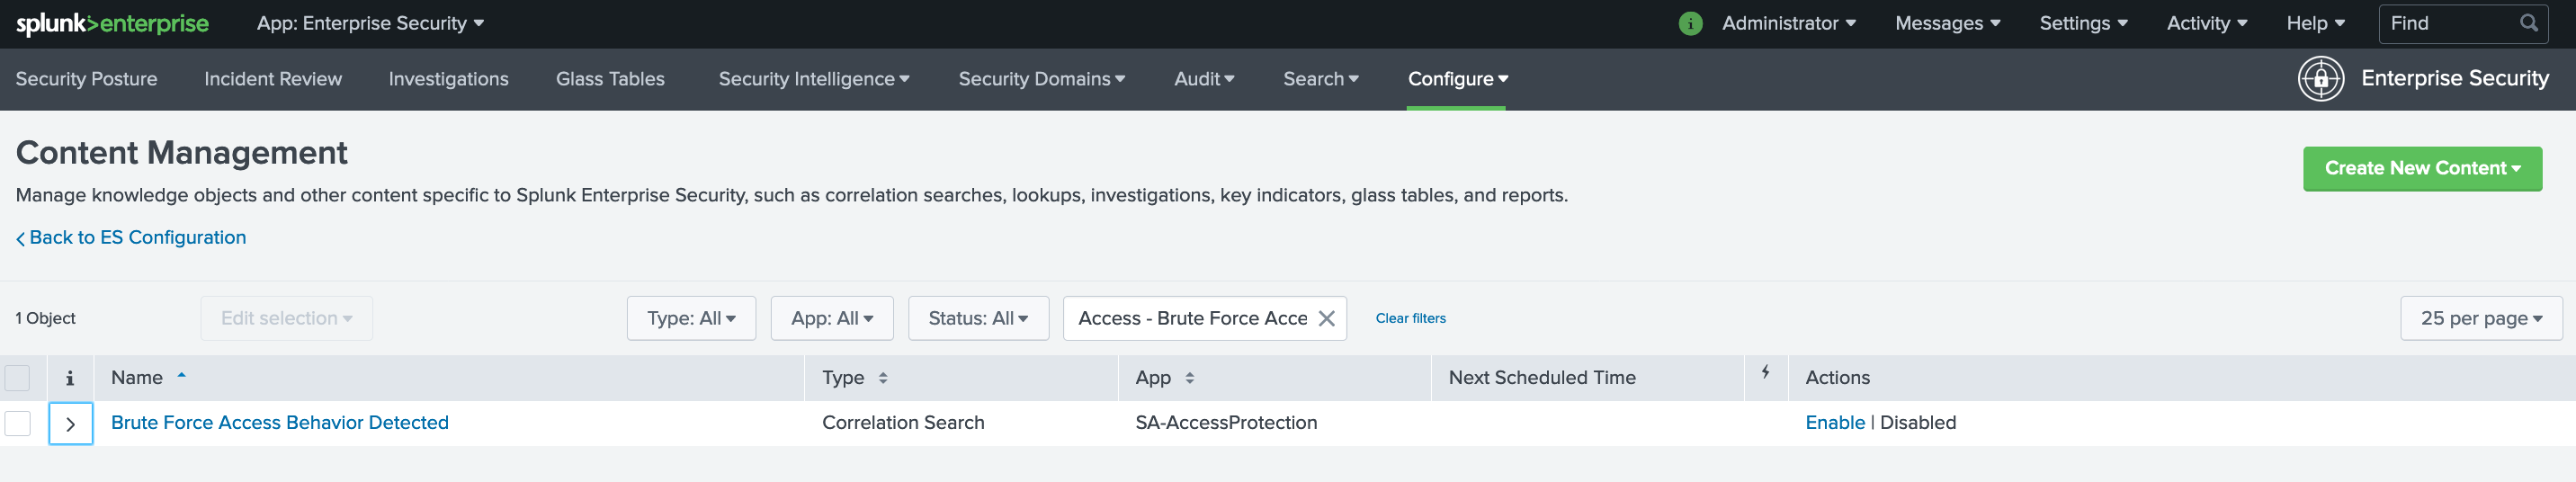 splunk>enterprise App: Enterprise Security i Administrator Messages Settings Activity Help Find
Security Posture Incident Review Investigations Glass Tables Security Intelligence Security Domains Audit Search Configure Enterprise Security
Content Management
Create New Content
Manage knowledge objects and other content specific to Splunk Enterprise Security, such as correlation searches, lookups, investigations, key indicators, glass tables, and reports.
Back to ES Configuration
1 Object Edit selection Type: All App: All Status: All Access - Brute Force Acce Clear filters 25 per page
i Name Type App Next Scheduled Time Actions
Brute Force Access Behavior Detected Correlation Search SA-AccessProtection Enable | Disabled